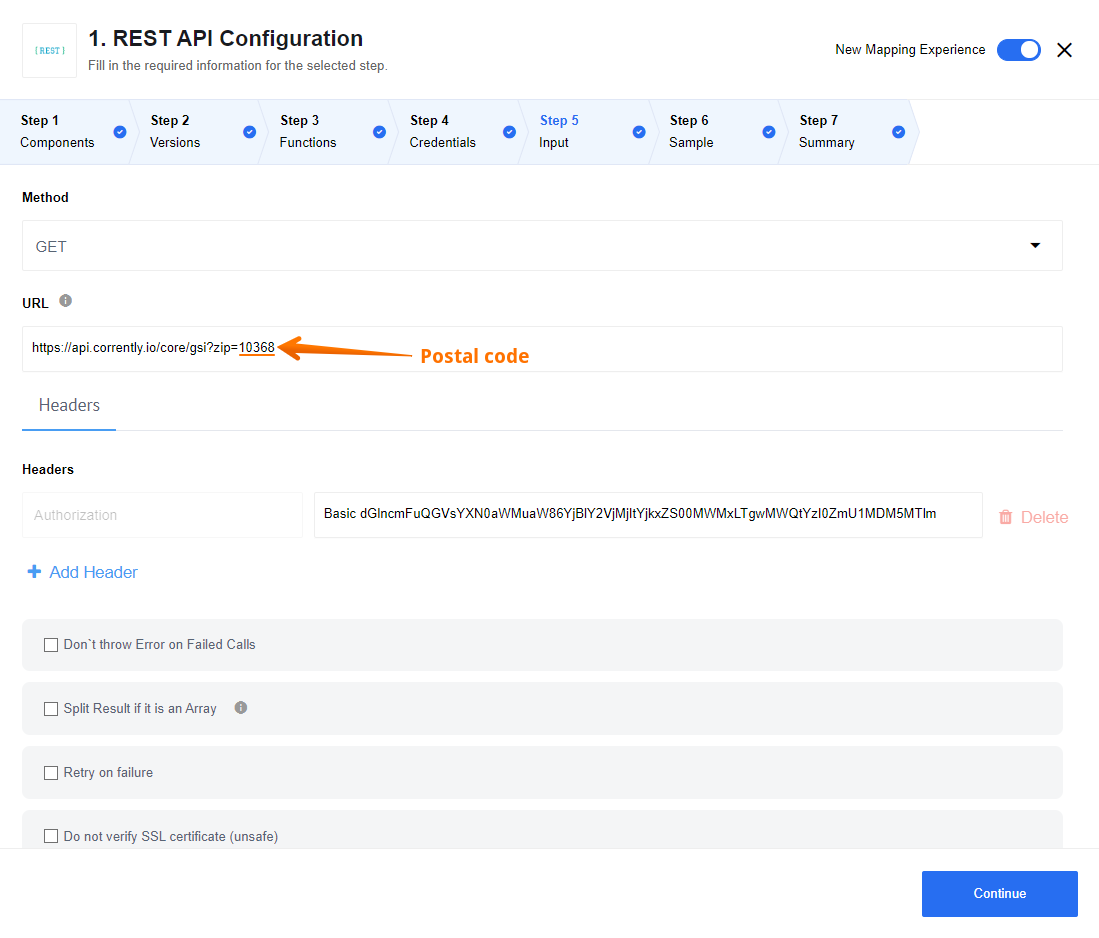 {REST}
1. REST API Configuration
Fill in the required information for the selected step.
New Mapping Experience
Step 1
Components
Step 2
Versions
Step 3
Functions
Step 4
Credentials
Step 5
Input
Step 6
Sample
Step 7
Summary
Method
GET
URL
https://api.corrently.io/core/gsi?zip=10368
Postal code
Headers
Headers
Authorization
Basic dGlncmFuQGVsYXN0aWMuaW86YjBlY2VjMjItYjkxZS00MWMxLTgwMWQtYzI0ZmU1MDM5MTlm
Delete
Add Header
Don`t throw Error on Failed Calls
Split Result if it is an Array
Retry on failure
Do not verify SSL certificate (unsafe)
Continue